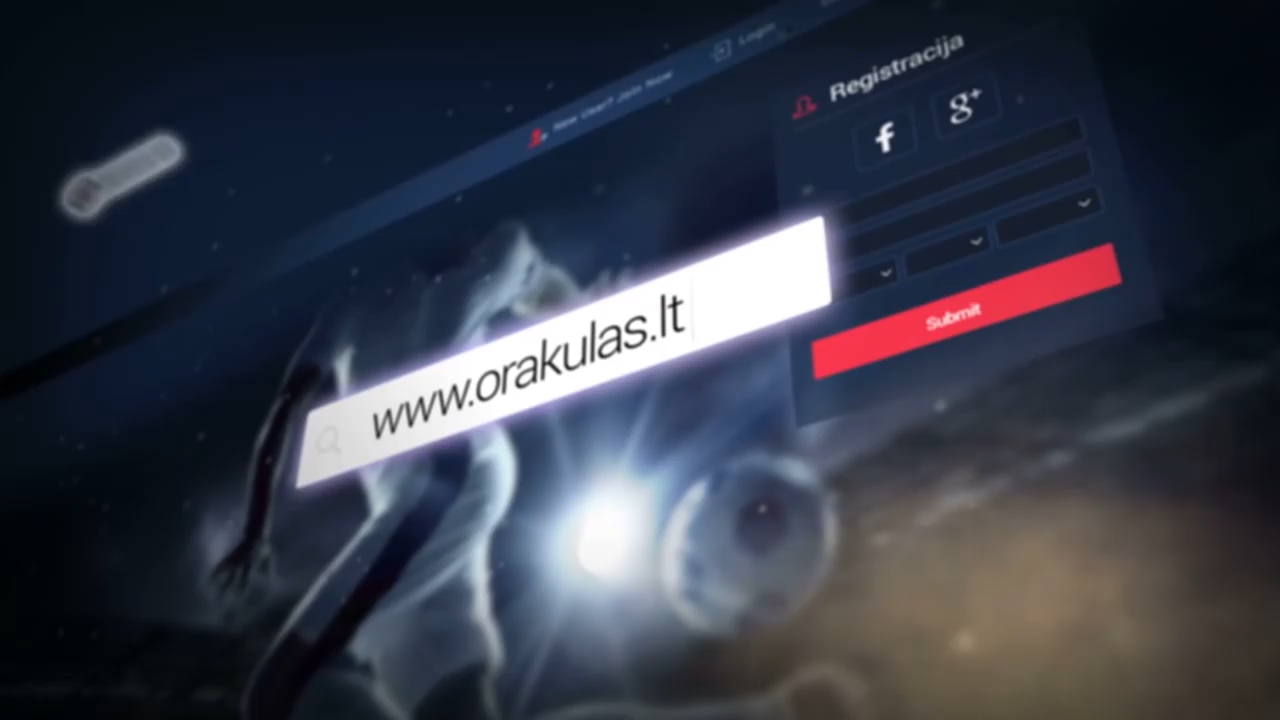 Login
New User? Join Now
Registracija
f
g+
www.orakulas.lt
Submit